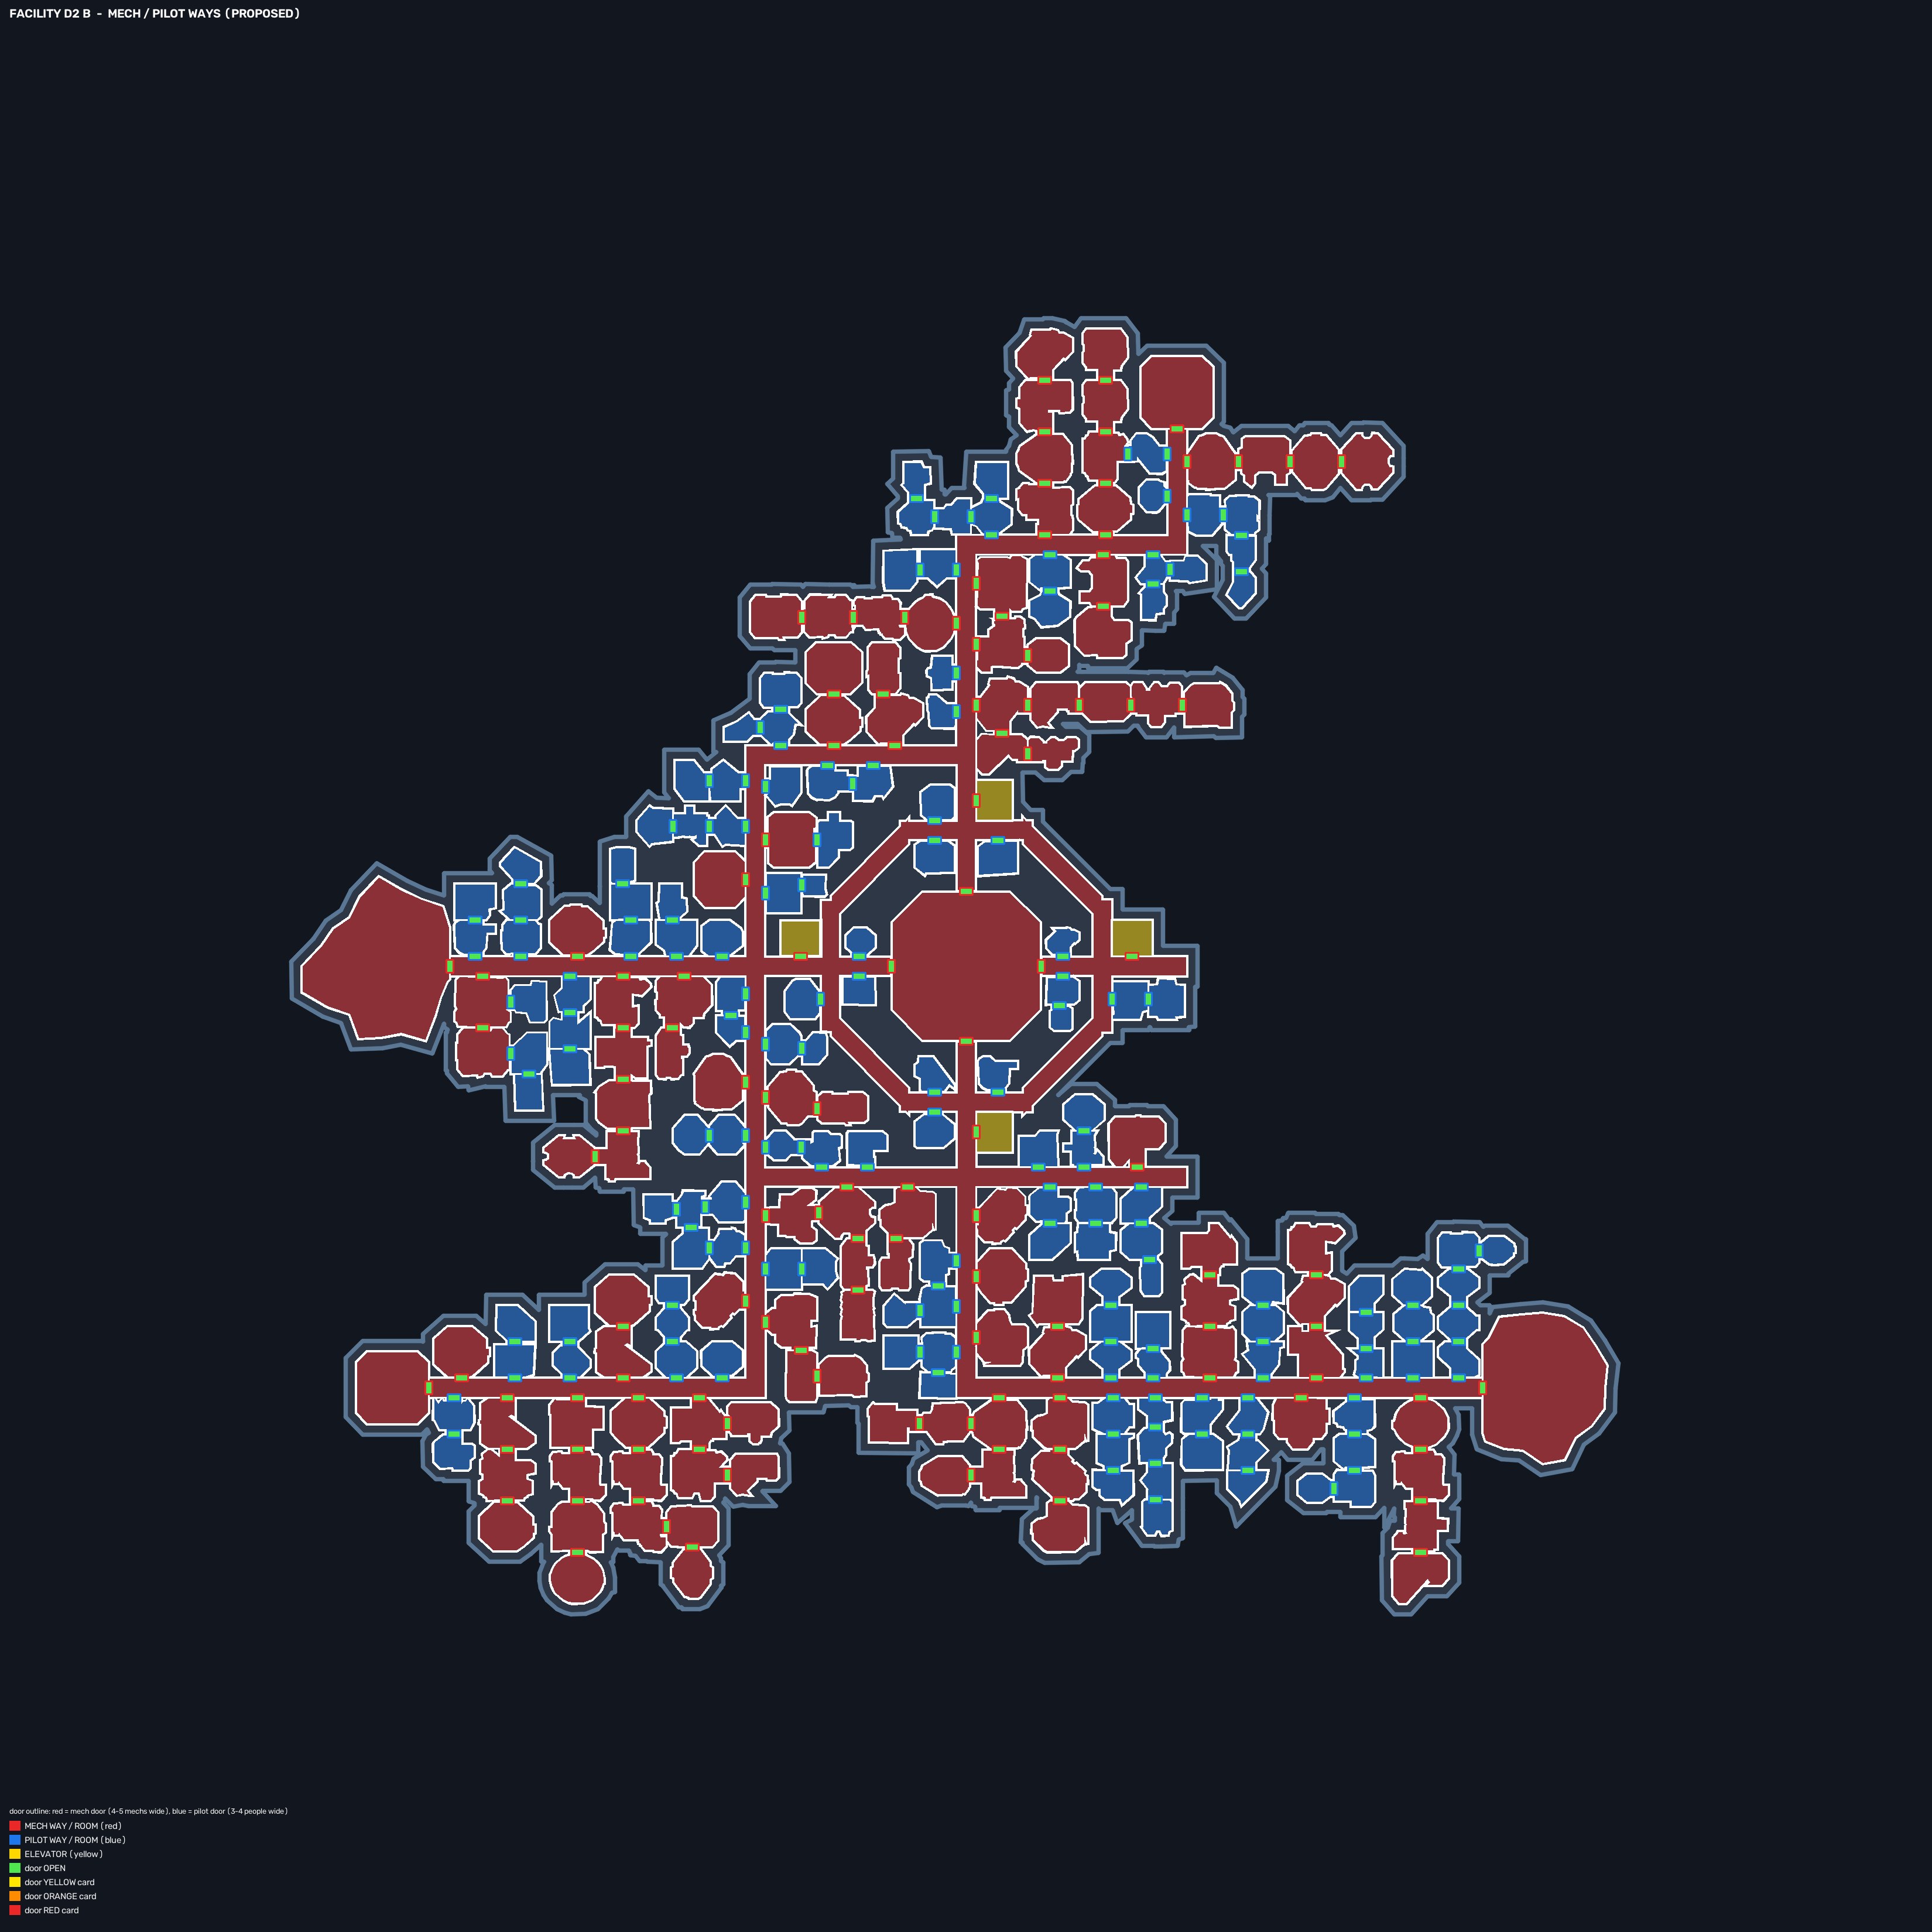 FACILITY D2 B - MECH / PILOT WAYS (PROPOSED)
door outline: red = mech door (4-5 mechs wide), blue = pilot door (3-4 people wide)
MECH WAY / ROOM (red)
PILOT WAY / ROOM (blue)
ELEVATOR (yellow)
door OPEN
door YELLOW card
door ORANGE card
door RED card